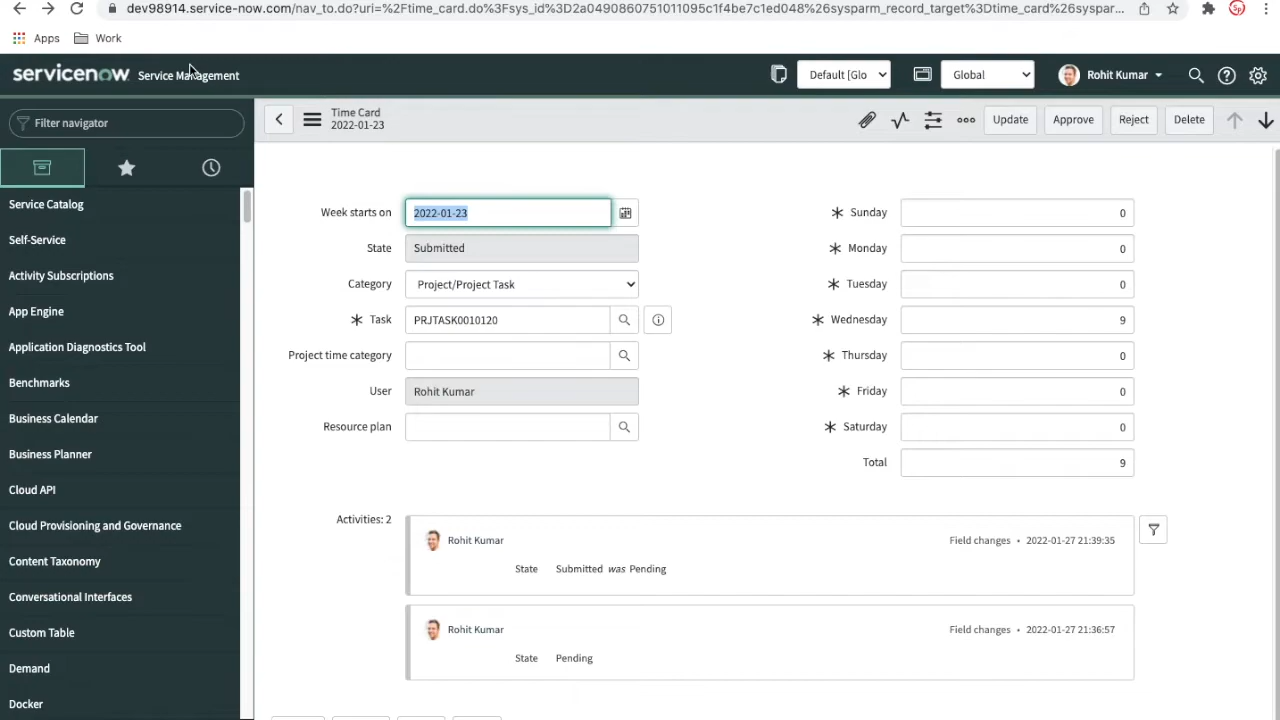 dev98914.service-now.com/nav_to.do?uri=%2Ftime_card.do%3Fsys_id%3D2a0490860751011095c1f4be7c1ed048%26sysparm_record_target%3Dtime_card%26syspar...
Apps
Work
servicenow Service Management
Default [Glo
Global
Rohit Kumar
Filter navigator
Time Card
2022-01-23
Update
Approve
Reject
Delete
Service Catalog
Self-Service
Activity Subscriptions
App Engine
Application Diagnostics Tool
Benchmarks
Business Calendar
Business Planner
Cloud API
Cloud Provisioning and Governance
Content Taxonomy
Conversational Interfaces
Custom Table
Demand
Docker
Week starts on 2022-01-23
State Submitted
Category Project/Project Task
Task PRJTASK0010120
Project time category
User Rohit Kumar
Resource plan
Sunday 0
Monday 0
Tuesday 0
Wednesday 9
Thursday 0
Friday 0
Saturday 0
Total 9
Activities: 2
Rohit Kumar Field changes • 2022-01-27 21:39:35
State Submitted was Pending
Rohit Kumar Field changes • 2022-01-27 21:36:57
State Pending